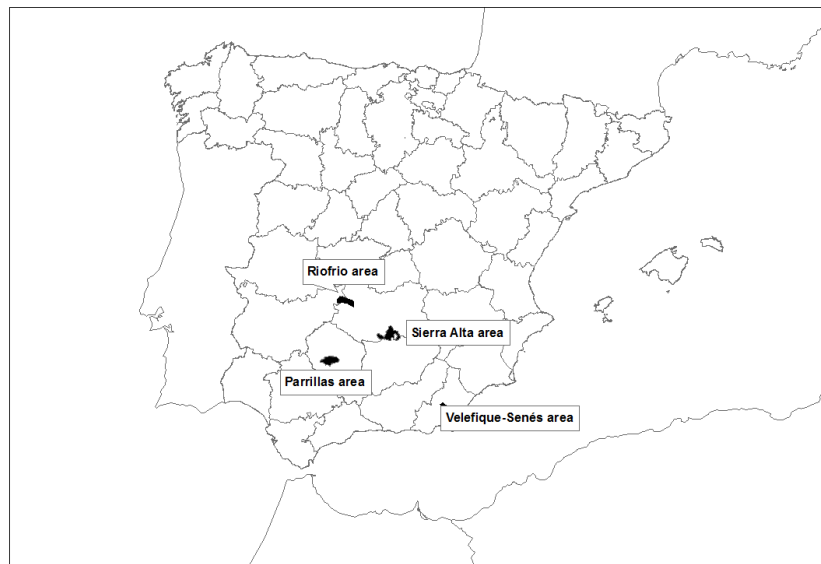 Riofrio area
Sierra Alta area
Parrillas area
Velefique-Senés area